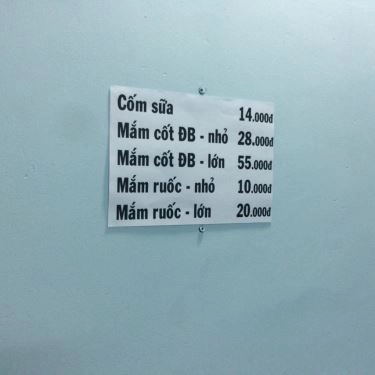 Cốm sữa 14.000đ
Mắm cốt ĐB - nhỏ 28.000đ
Mắm cốt ĐB - lớn 55.000đ
Mắm ruốc - nhỏ 10.000đ
Mắm ruốc - lớn 20.000đ